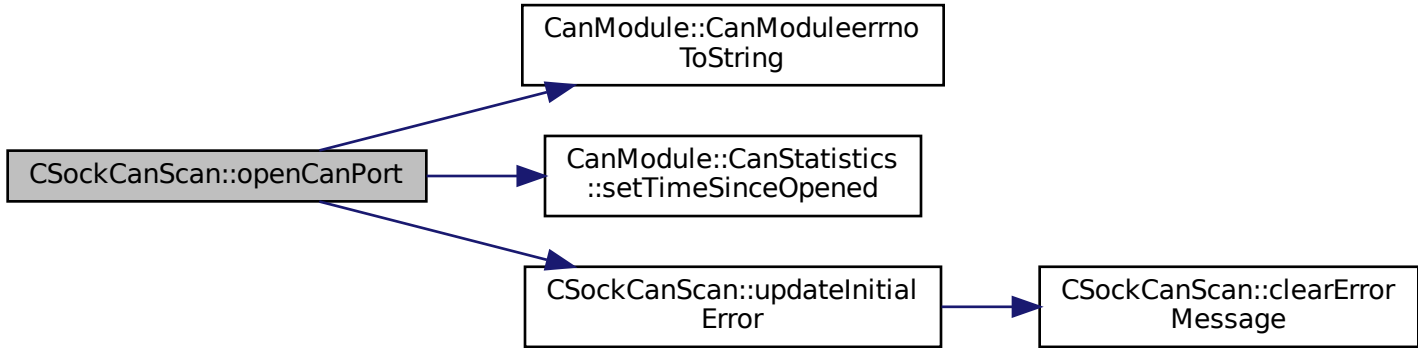 CanModule::CanModuleerrno
ToString
CSockCanScan::openCanPort
CanModule::CanStatistics
::setTimeSinceOpened
CSockCanScan::updateInitial
Error
CSockCanScan::clearError
Message